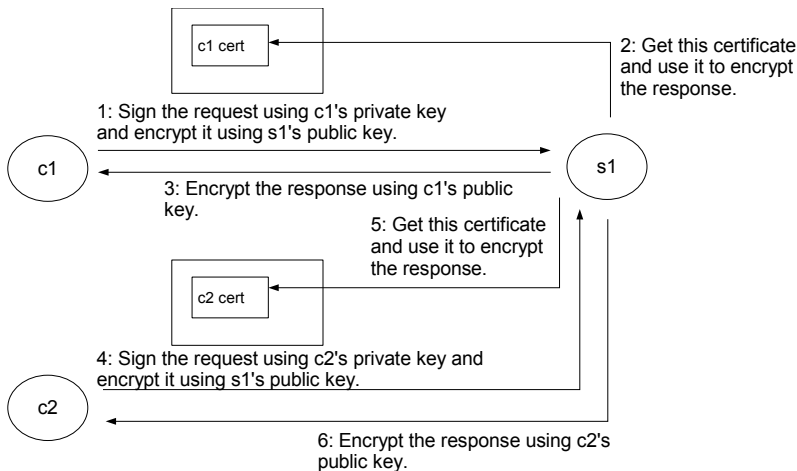 c1 cert
2: Get this certificate
and use it to encrypt
the response.
1: Sign the request using c1's private key
and encrypt it using s1's public key.
c1
s1
3: Encrypt the response using c1's public
key.
5: Get this certificate
and use it to encrypt
the response.
c2 cert
4: Sign the request using c2's private key and
encrypt it using s1's public key.
c2
6: Encrypt the response using c2's
public key.